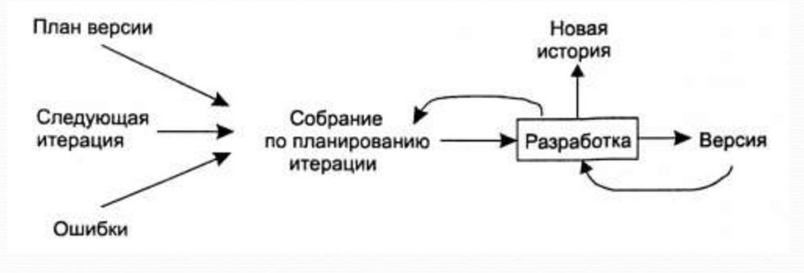 План версии
Новая
история
Следующая
итерация
Собрание
по планированию
итерации
Разработка
Версия
Ошибки